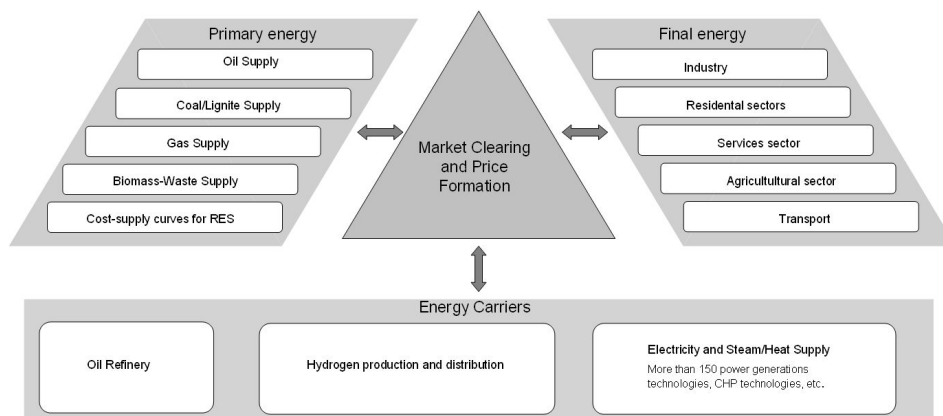 Primary energy
Oil Supply
Coal/Lignite Supply
Gas Supply
Biomass-Waste Supply
Cost-supply curves for RES
Market Clearing
and Price
Formation
Final energy
Industry
Residental sectors
Services sector
Agricultultural sector
Transport
Energy Carriers
Oil Refinery
Hydrogen production and distribution
Electricity and Steam/Heat Supply
More than 150 power generations
technologies, CHP technologies, etc.